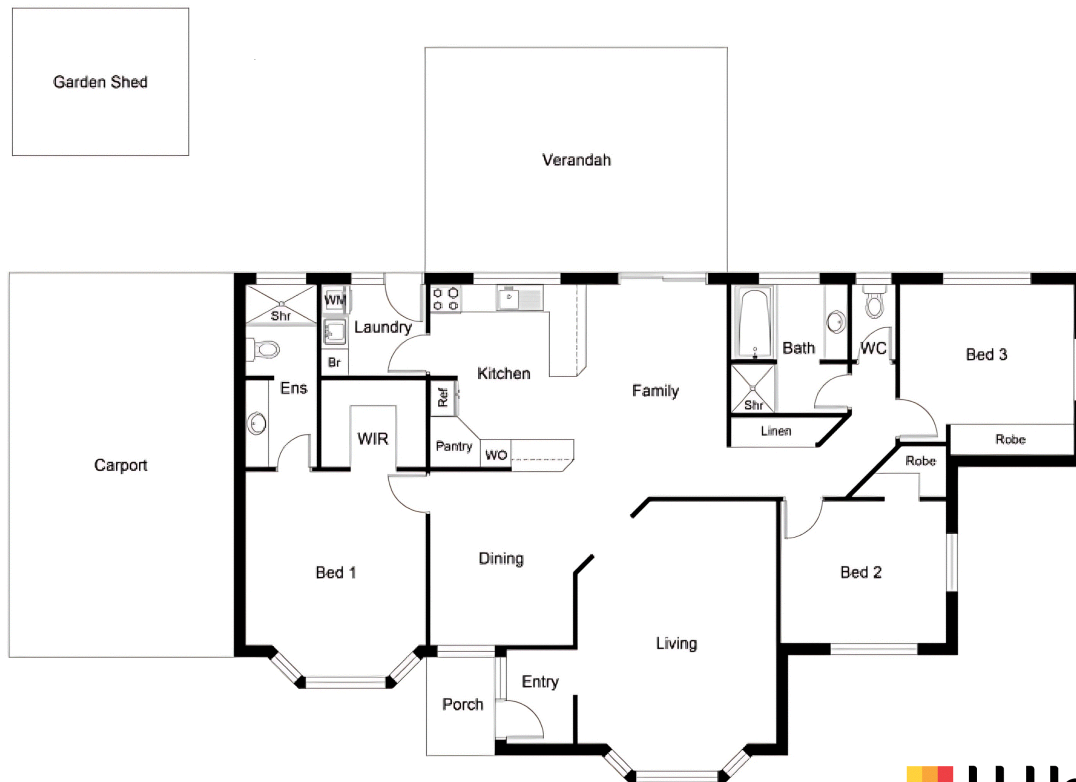 Garden Shed
Verandah
WM
Shr
Laundry
Br
Ens
WIR
Kitchen
Ref
Pantry
WO
Family
Bath
Shr
WC
Linen
Bed 3
Robe
Robe
Carport
Bed 1
Dining
Bed 2
Living
Entry
Porch